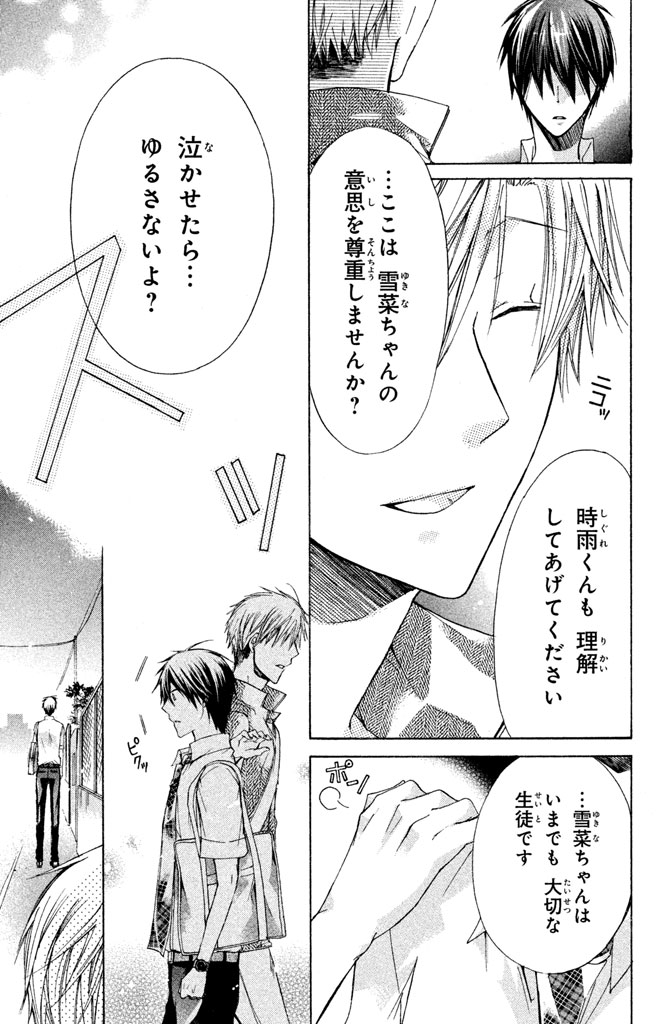 …ここは 雪菜ちゃんの
意思を尊重しませんか?
ニコッ
時雨くんも 理解
してあげてください
…雪菜ちゃんは
いまでも 大切な
生徒です
ポン
泣かせたら…
ゆるさないよ?
ピクッ